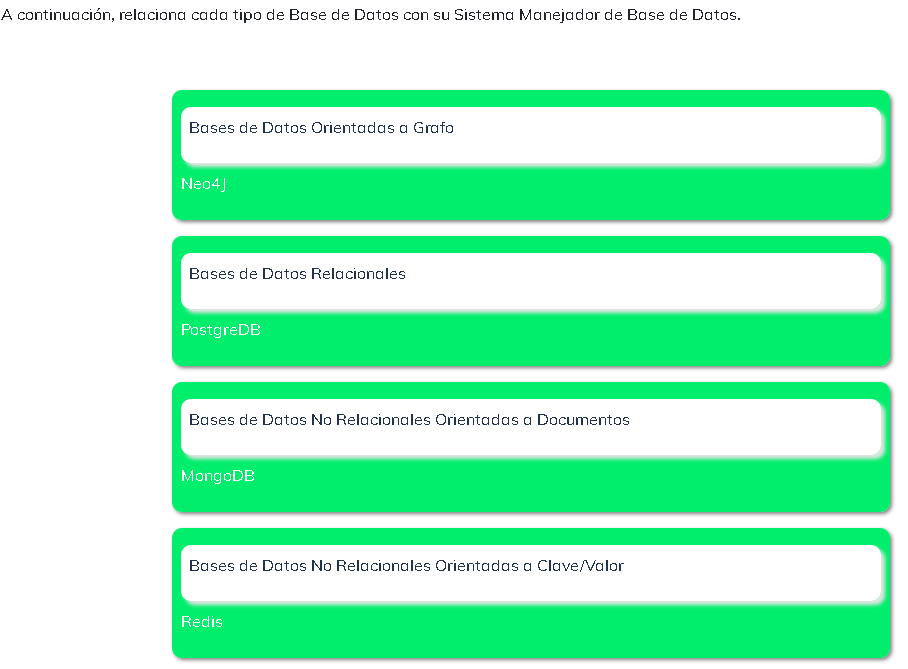 A continuación, relaciona cada tipo de Base de Datos con su Sistema Manejador de Base de Datos.
Bases de Datos Orientadas a Grafo
Neo4J
Bases de Datos Relacionales
PostgreDB
Bases de Datos No Relacionales Orientadas a Documentos
MongoDB
Bases de Datos No Relacionales Orientadas a Clave/Valor
Redis